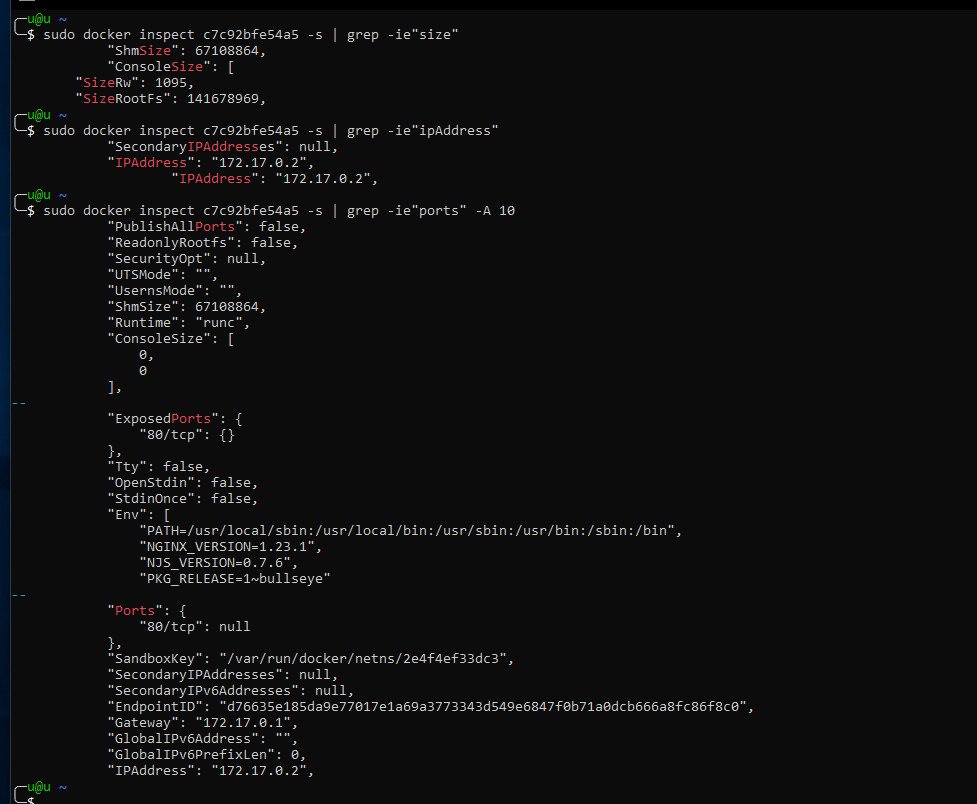 u@u ~
$ sudo docker inspect c7c92bfe54a5 -s | grep -ie"size"
"ShmSize": 67108864,
"ConsoleSize": [
"SizeRw": 1095,
"SizeRootFs": 141678969,
u@u ~
$ sudo docker inspect c7c92bfe54a5 -s | grep -ie"ipAddress"
"SecondaryIPAddresses": null,
"IPAddress": "172.17.0.2",
"IPAddress": "172.17.0.2",
u@u ~
$ sudo docker inspect c7c92bfe54a5 -s | grep -ie"ports" -A 10
"PublishAllPorts": false,
"ReadonlyRootfs": false,
"SecurityOpt": null,
"UTSMode": "",
"UsernsMode": "",
"ShmSize": 67108864,
"Runtime": "runc",
"ConsoleSize": [
0,
0
],
--
"ExposedPorts": {
"80/tcp": {}
},
"Tty": false,
"OpenStdin": false,
"StdinOnce": false,
"Env": [
"PATH=/usr/local/sbin:/usr/local/bin:/usr/sbin:/usr/bin:/sbin:/bin",
"NGINX_VERSION=1.23.1",
"NJS_VERSION=0.7.6",
"PKG_RELEASE=1~bullseye"
--
"Ports": {
"80/tcp": null
},
"SandboxKey": "/var/run/docker/netns/2e4f4ef33dc3",
"SecondaryIPAddresses": null,
"SecondaryIPv6Addresses": null,
"EndpointID": "d76635e185da9e77017e1a69a3773343d549e6847f0b71a0dcb666a8fc86f8c0",
"Gateway": "172.17.0.1",
"GlobalIPv6Address": "",
"GlobalIPv6PrefixLen": 0,
"IPAddress": "172.17.0.2",
u@u ~
$